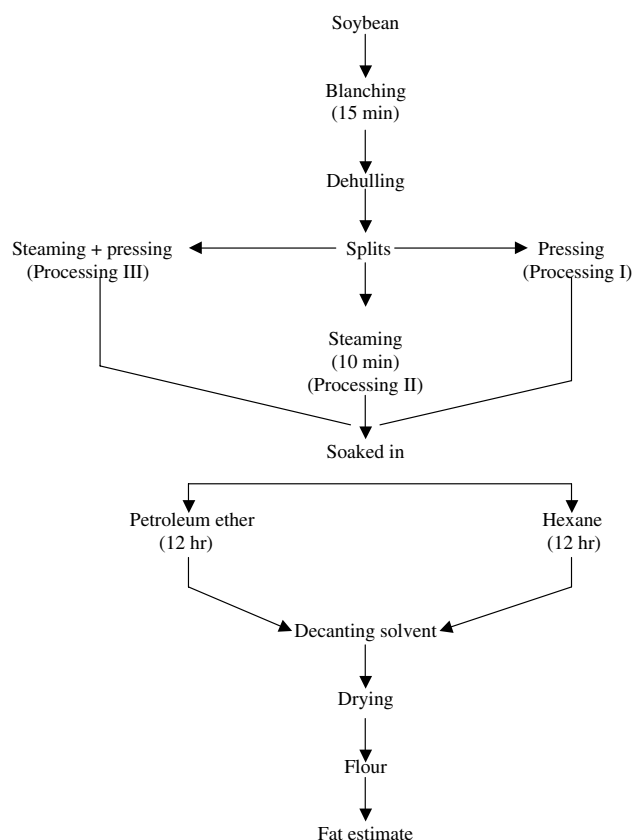 Soybean
Blanching
(15 min)
Dehulling
Steaming + pressing
(Processing III)
Splits
Pressing
(Processing I)
Steaming
(10 min)
(Processing II)
Soaked in
Petroleum ether
(12 hr)
Hexane
(12 hr)
Decanting solvent
Drying
Flour
Fat estimate